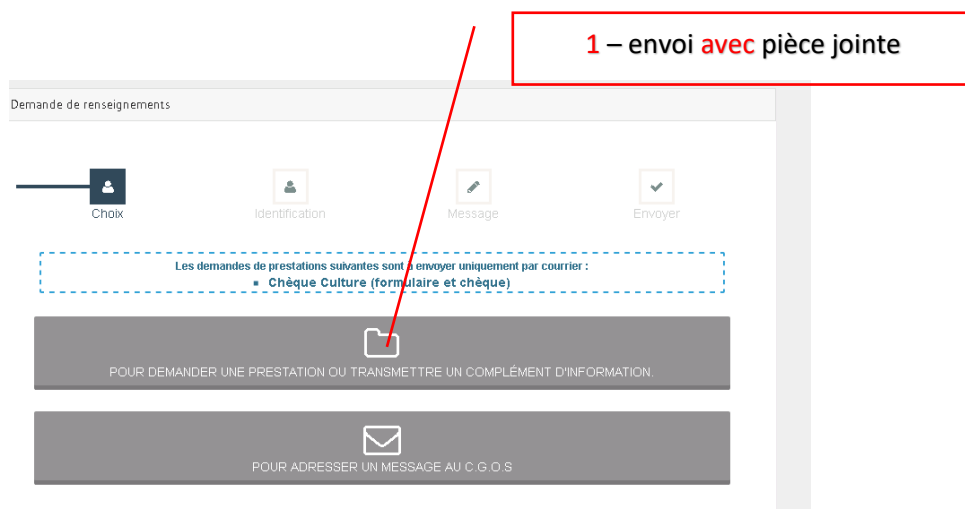 1 – envoi avec pièce jointe
Demande de renseignements
Choix
Identification
Message
Envoyer
Les demandes de prestations suivantes sont à envoyer uniquement par courrier :
▪ Chèque Culture (formulaire et chèque)
POUR DEMANDER UNE PRESTATION OU TRANSMETTRE UN COMPLÉMENT D'INFORMATION.
POUR ADRESSER UN MESSAGE AU C.G.O.S